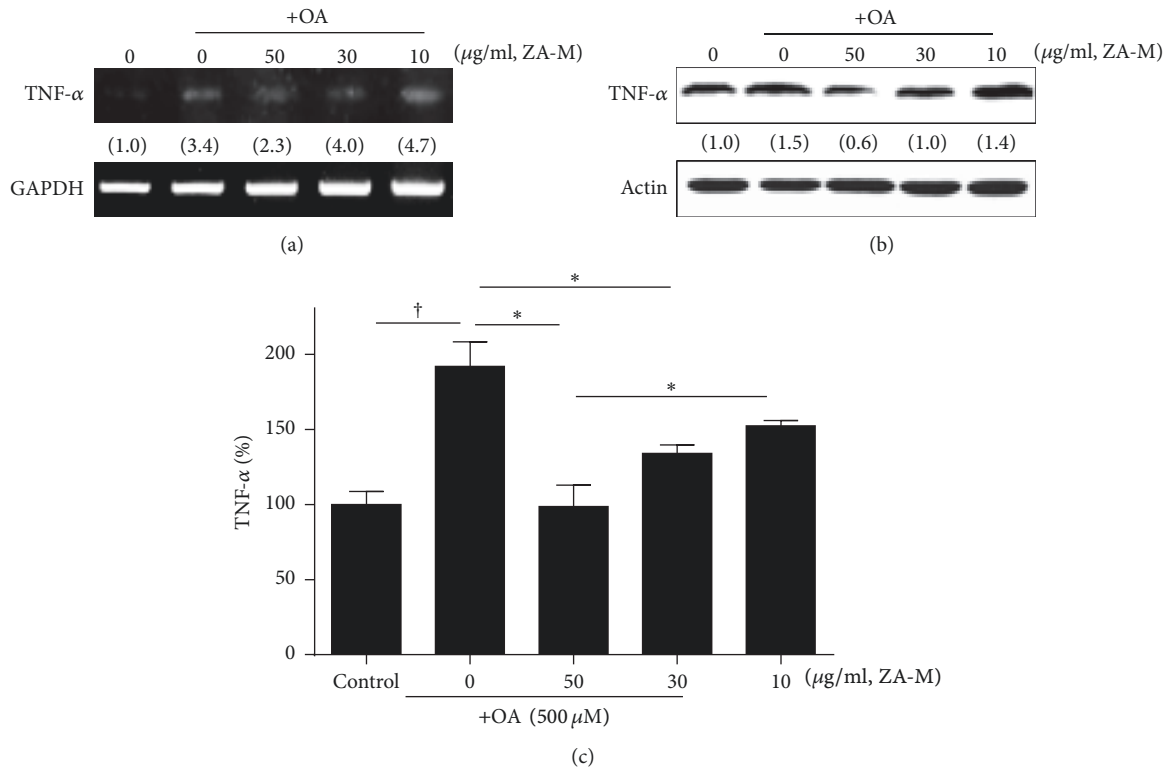 +OA
0 0 50 30 10 (μg/ml, ZA-M)
TNF-α
(1.0) (3.4) (2.3) (4.0) (4.7)
GAPDH
(a)
+OA
0 0 50 30 10 (μg/ml, ZA-M)
TNF-α
(1.0) (1.5) (0.6) (1.0) (1.4)
Actin
(b)
*
† *
*
TNF-α (%)
200
150
100
50
0
Control 0 50 30 10 (μg/ml, ZA-M)
+OA (500 μM)
(c)